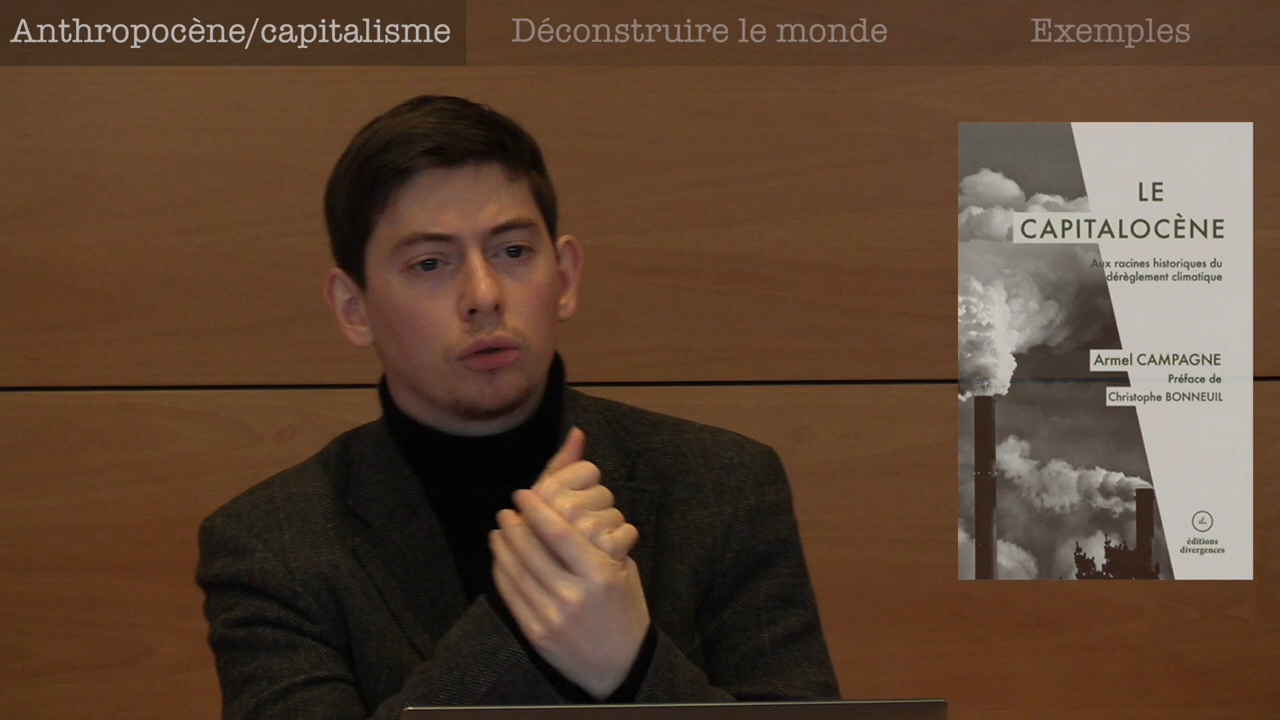 Anthropocène/capitalisme
Déconstruire le monde
Exemples
LE
CAPITALOCÈNE
Aux racines historiques du
dérèglement climatique
Armel CAMPAGNE
Préface de
Christophe BONNEUIL
d.
éditions
divergences